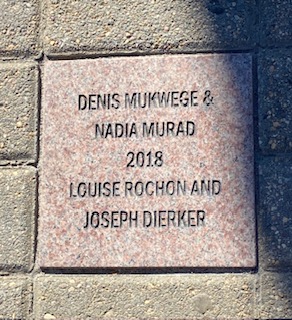 DENIS MUKWEGE &
NADIA MURAD
2018
LOUISE ROCHON AND
JOSEPH DIERKER